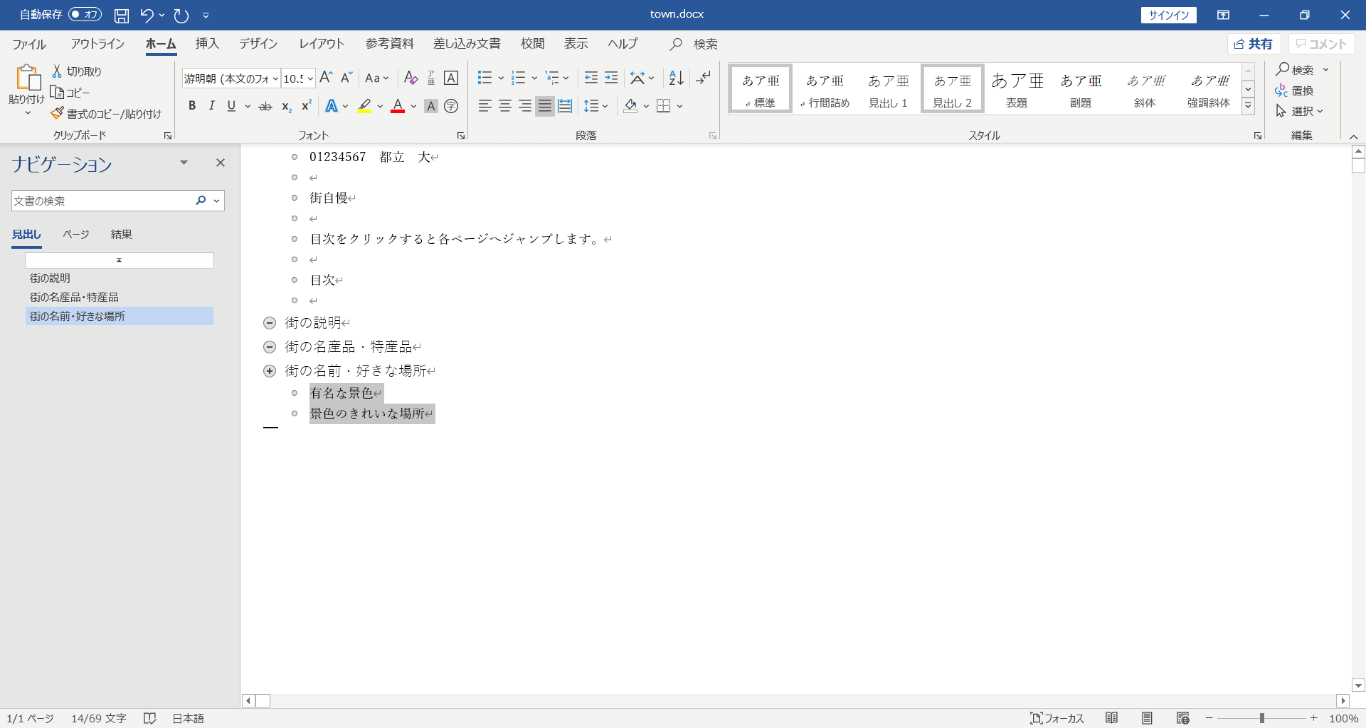 自動保存 オフ town.docx サインイン
ファイル アウトライン ホーム 挿入 デザイン レイアウト 参考資料 差し込み文書 校閲 表示 ヘルプ 検索 共有 コメント
貼り付け
切り取り
コピー
書式のコピー/貼り付け
クリップボード
游明朝 (本文のフォ 10.5 A A Aa A ア亜 A
B I U ab x₂ x² A A A 字
フォント
段落
あア亜 あア亜 あア亜 あア亜 あア亜 あア亜 あア亜 あア亜
標準 行間詰め 見出し 1 見出し 2 表題 副題 斜体 強調斜体
スタイル
検索
置換
選択
編集
ナビゲーション
文書の検索
見出し ページ 結果
街の説明
街の名産品・特産品
街の名前・好きな場所
01234567 都立 大
街自慢
目次をクリックすると各ページへジャンプします。
目次
街の説明
街の名産品・特産品
街の名前・好きな場所
有名な景色
景色のきれいな場所
1/1 ページ 14/69 文字 日本語 フォーカス 100%